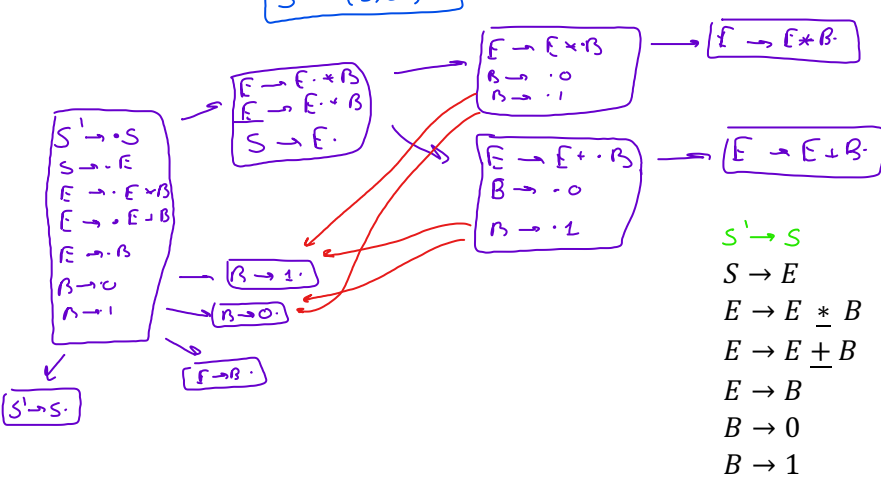 E → E * · B
B → · 0
B → · 1
E → E * B ·
E → E · * B
E → E · + B
S → E ·
S' → · S
S → · E
E → · E * B
E → · E + B
E → · B
B → 0
B → 1
E → E + · B
B → · 0
B → · 1
E → E + B ·
B → 1 ·
B → 0 ·
E → B ·
S' → S ·
S' → S
S → E
E → E * B
E → E + B
E → B
B → 0
B → 1